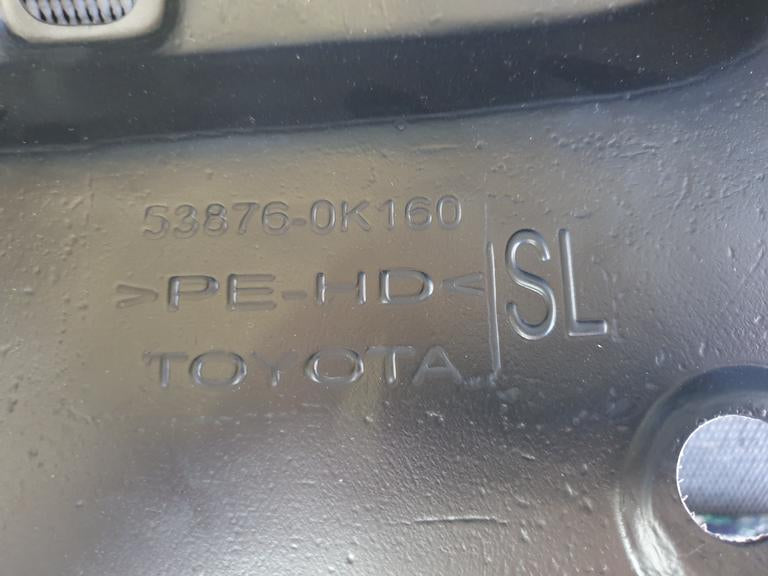 53876-0K160
>PE-HD<
TOYOTA
SL